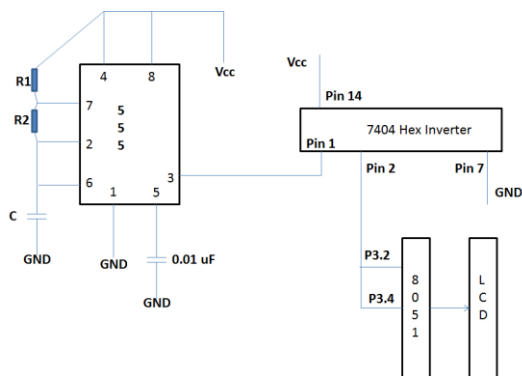 4
8
Vcc
R1
7
R2
5
5
5
2
6
3
1
5
C
GND
GND
0.01 uF
GND
Vcc
Pin 14
7404 Hex Inverter
Pin 1
Pin 2
Pin 7
GND
P3.2
P3.4
8
0
5
1
L
C
D